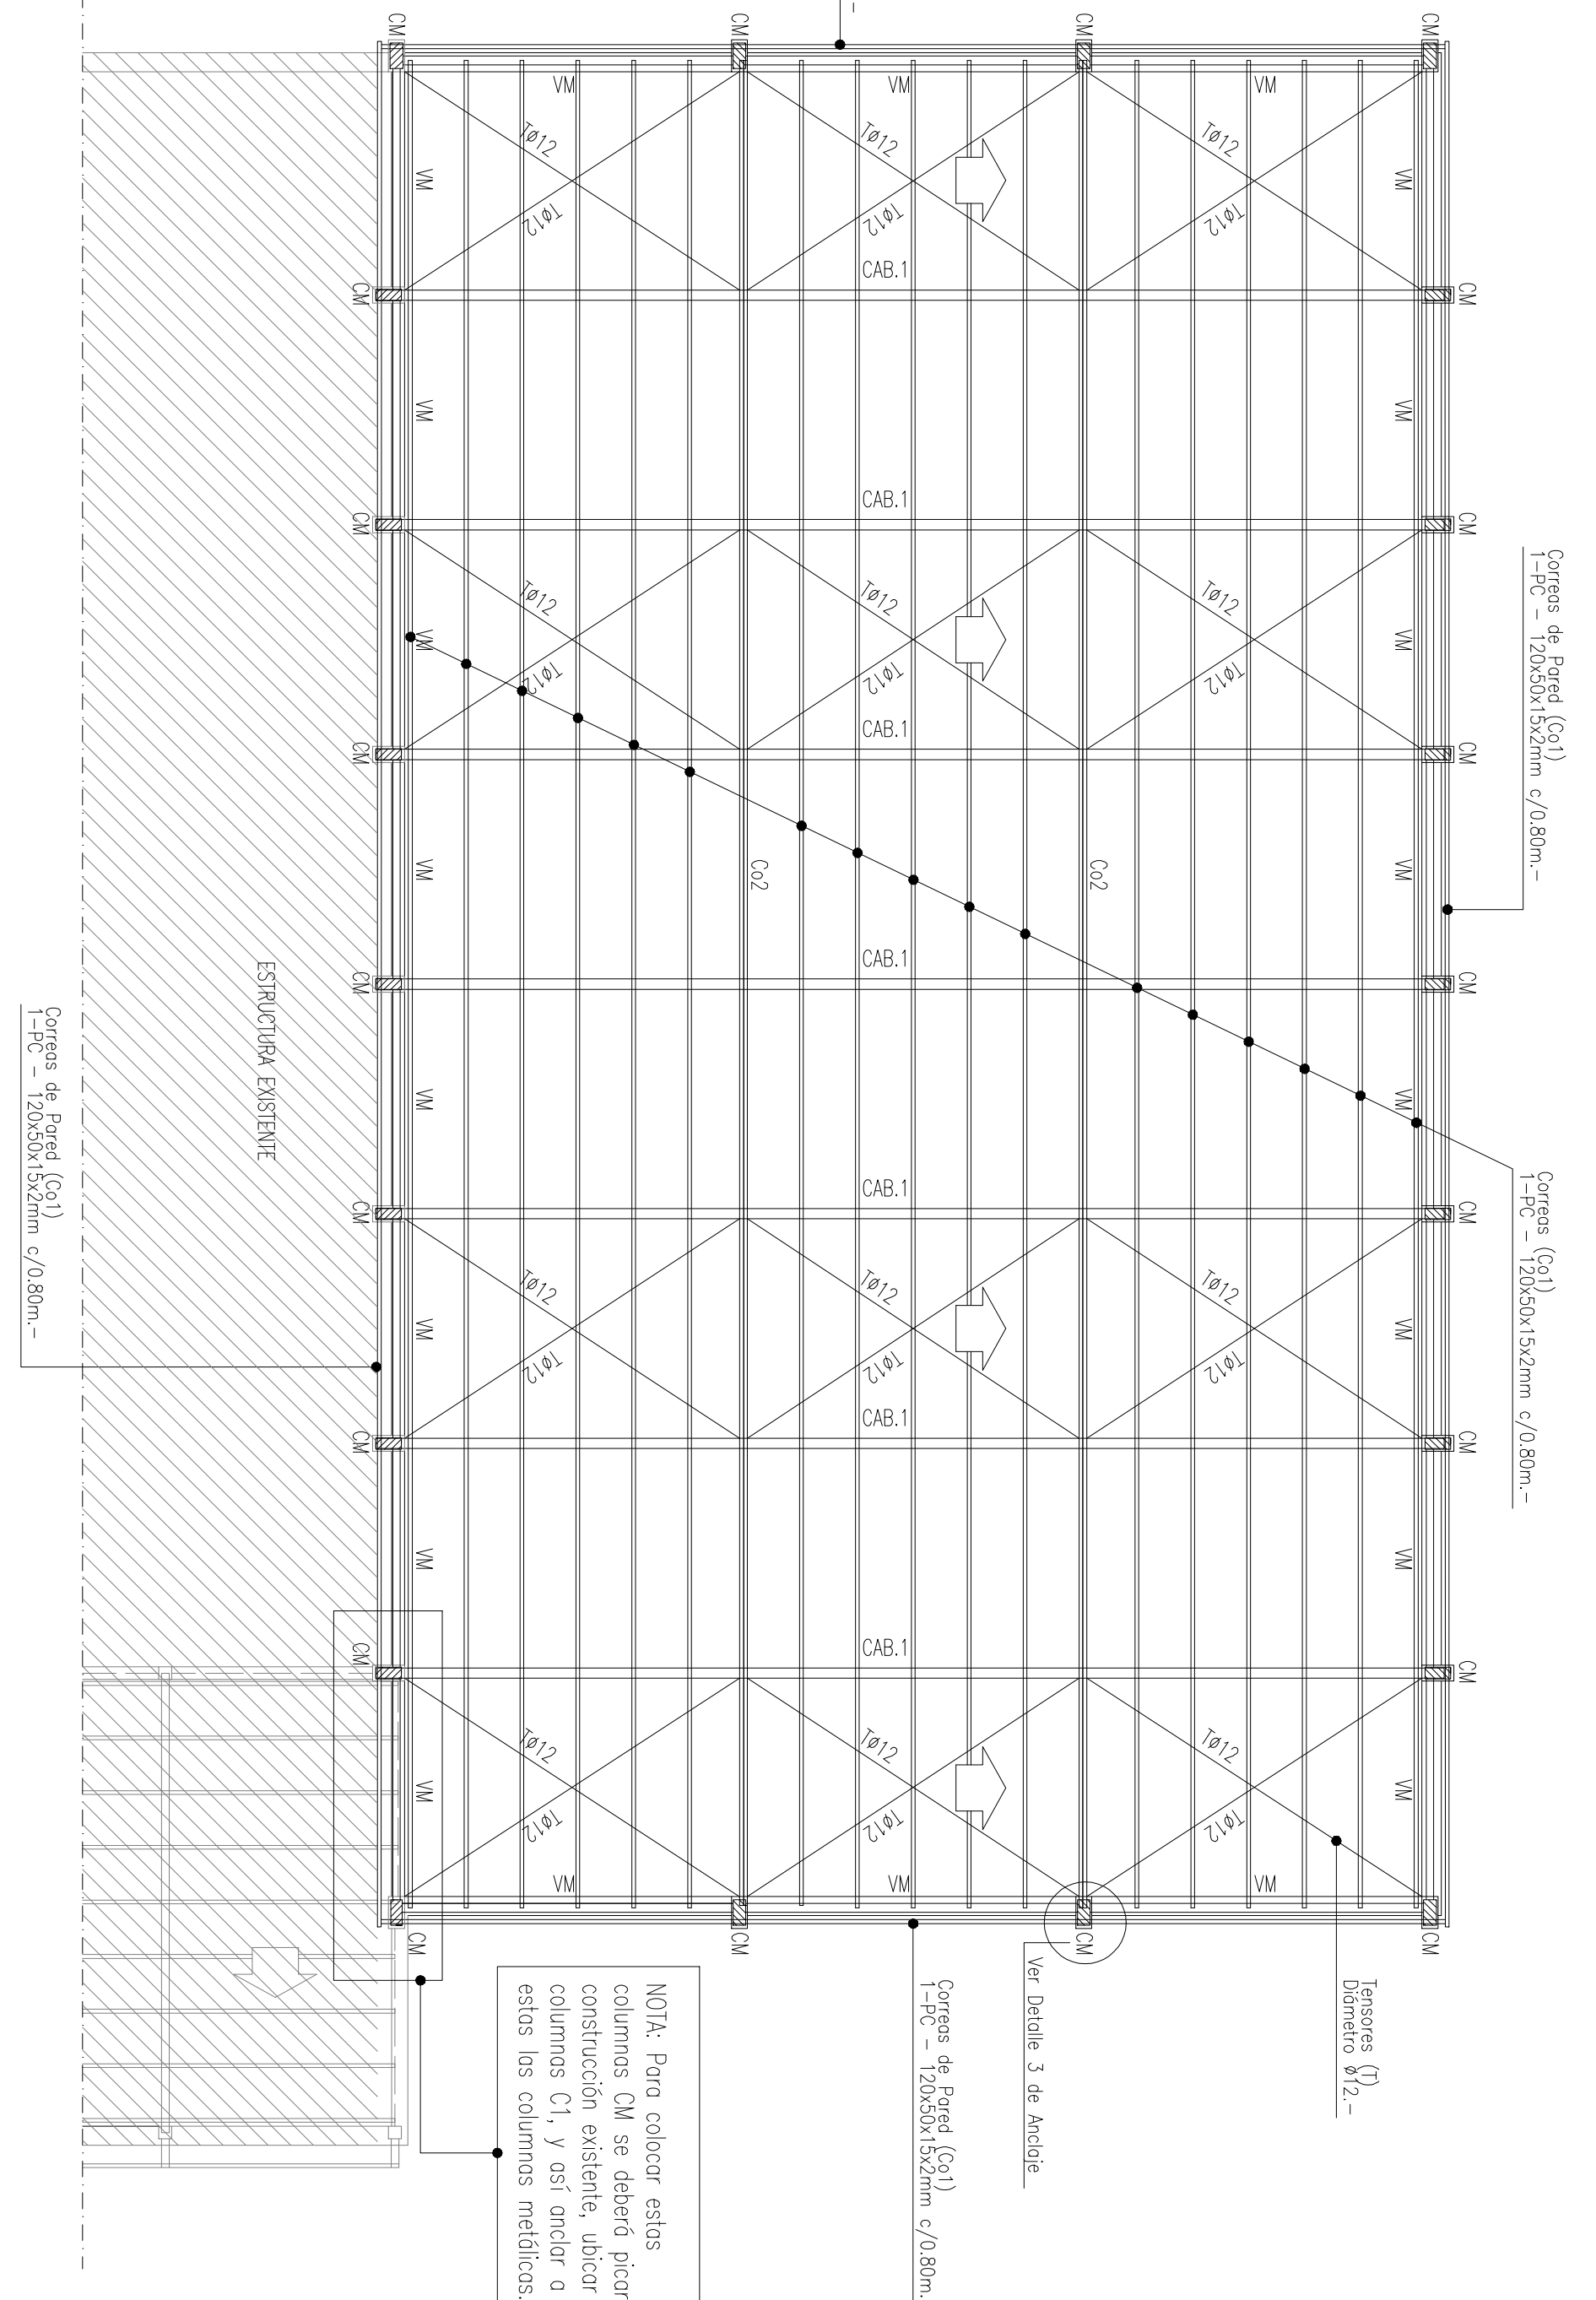 CM
CM
CM
CM
VM
VM
VM
Tø12
Tø12
Tø12
Tø12
Tø12
Tø12
VM
VM
CAB.1
CM
CM
VM
VM
CAB.1
CM
CM
Tø12
Tø12
Tø12
Tø12
Tø12
Tø12
VM
VM
CAB.1
CM
CM
VM
VM
Co2
Co2
CAB.1
CM
CM
VM
VM
CAB.1
CM
CM
Tø12
Tø12
Tø12
Tø12
Tø12
Tø12
VM
VM
CAB.1
CM
CM
VM
VM
CAB.1
CM
CM
Tø12
Tø12
Tø12
Tø12
Tø12
Tø12
VM
VM
VM
VM
VM
CM
CM
CM
CM
Correas de Pared (Co1)
1-PC - 120x50x15x2mm c/0.80m.-
Correas (Co1)
1-PC - 120x50x15x2mm c/0.80m.-
Tensores (T)
Diámetro Ø12.-
Ver Detalle 3 de Anclaje
Correas de Pared (Co1)
1-PC - 120x50x15x2mm c/0.80m.
NOTA: Para colocar estas
columnas CM se deberá picar
construcción existente, ubicar
columnas C1, y así anclar a
estas las columnas metálicas.
ESTRUCTURA EXISTENTE
Correas de Pared (Co1)
1-PC - 120x50x15x2mm c/0.80m.-